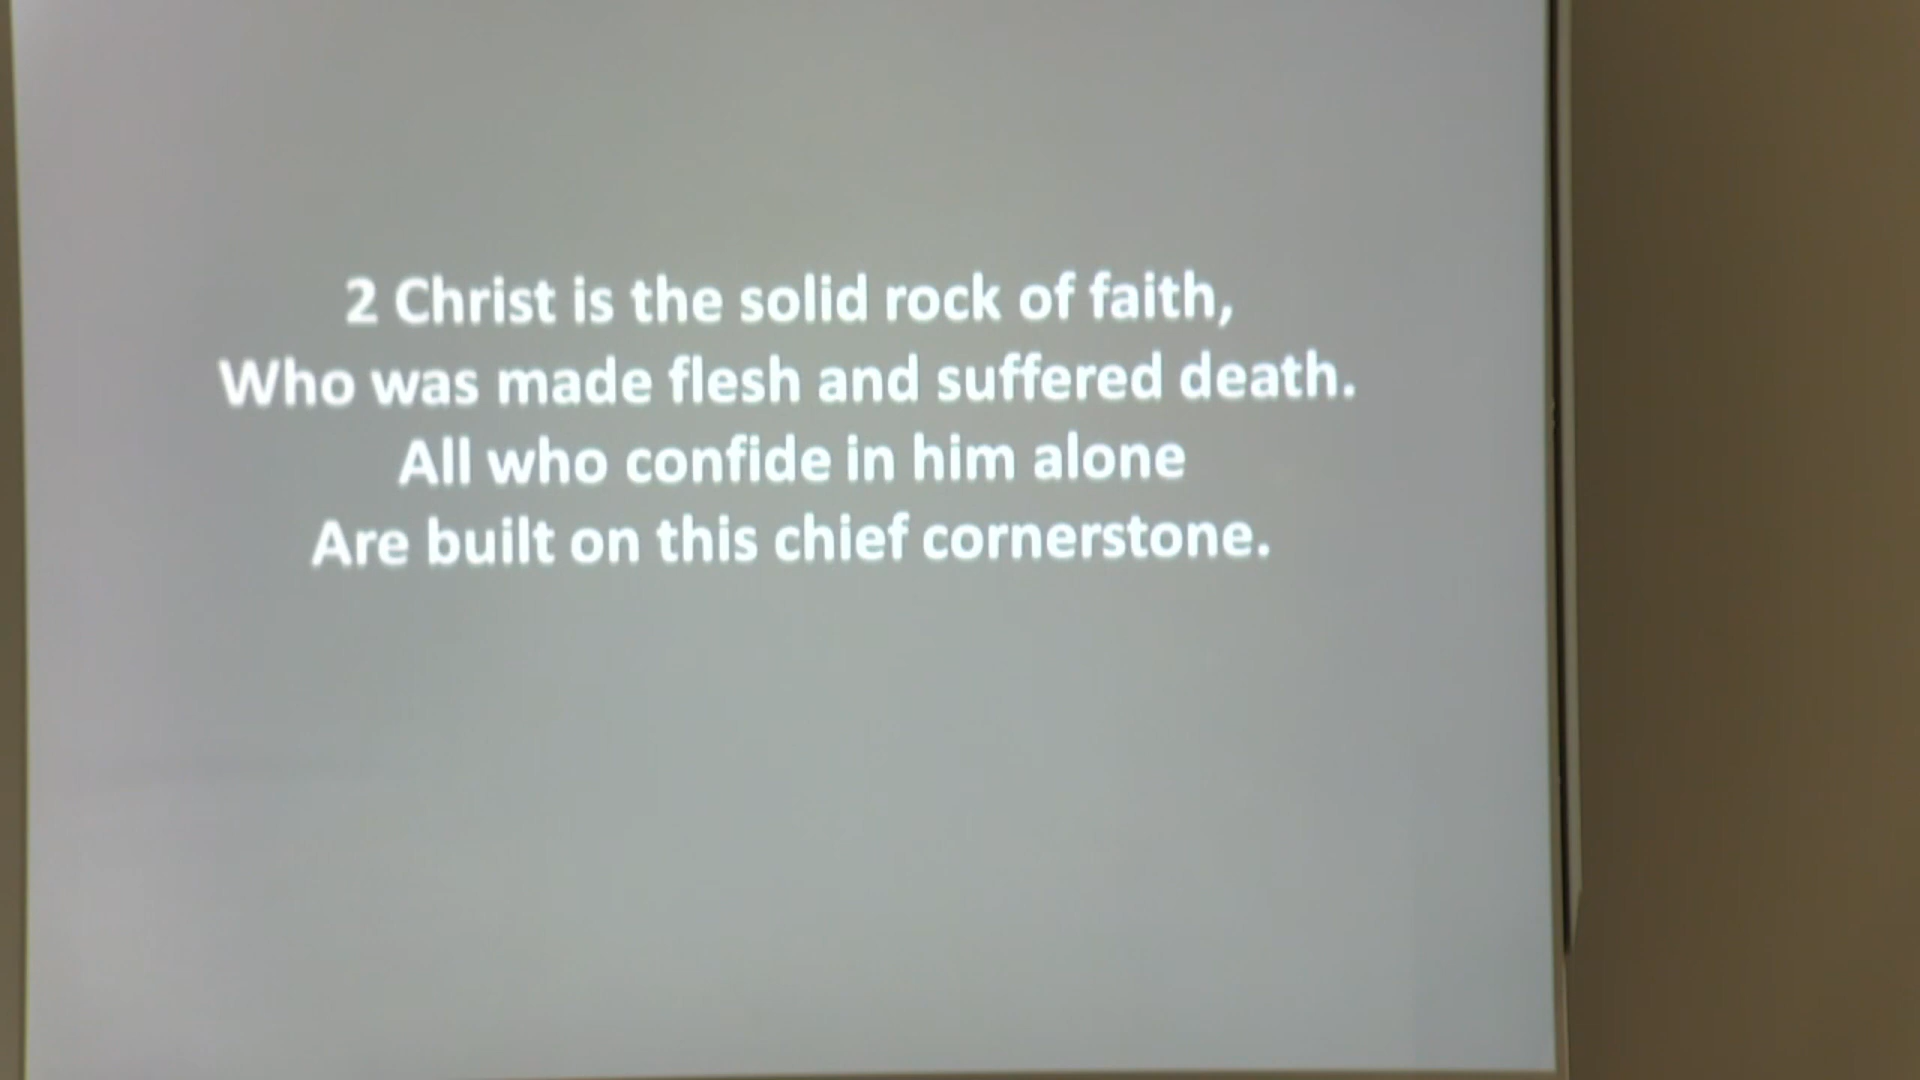 2 Christ is the solid rock of faith,
Who was made flesh and suffered death.
All who confide in him alone
Are built on this chief cornerstone.